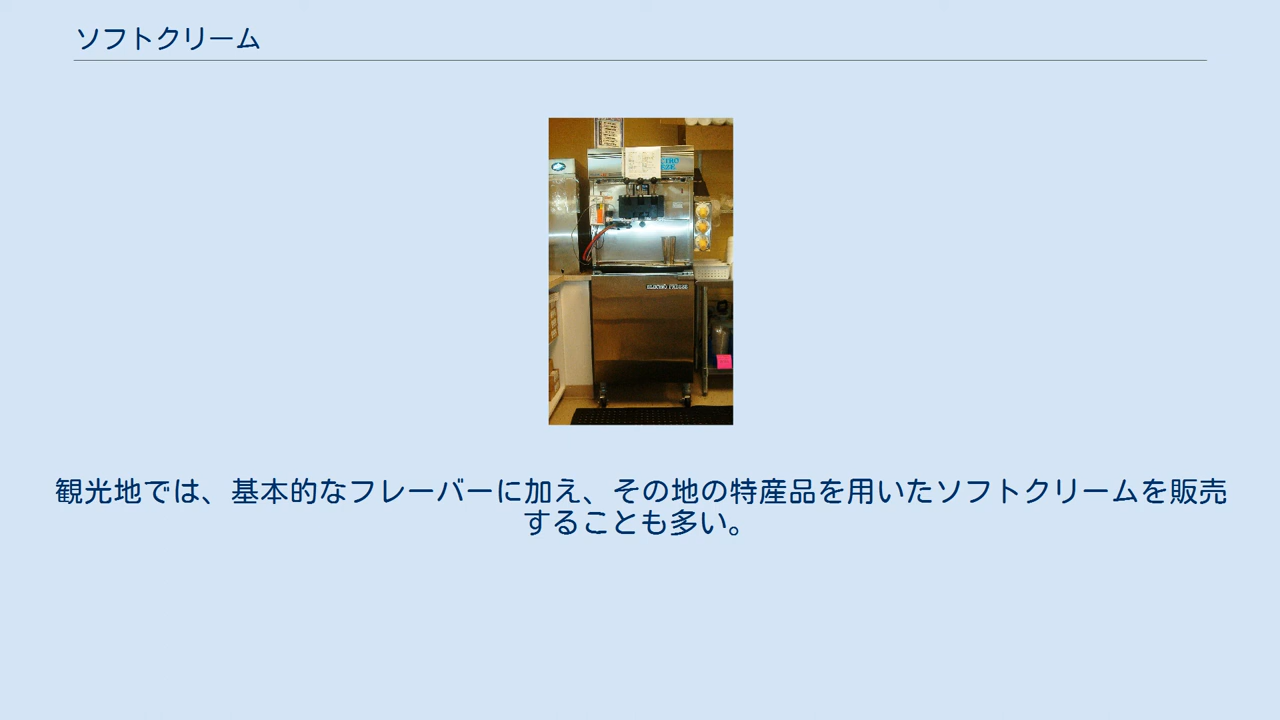 ソフトクリーム
観光地では、基本的なフレーバーに加え、その地の特産品を用いたソフトクリームを販売
することも多い。